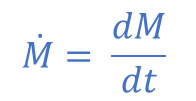 Ṁ = dM/dt